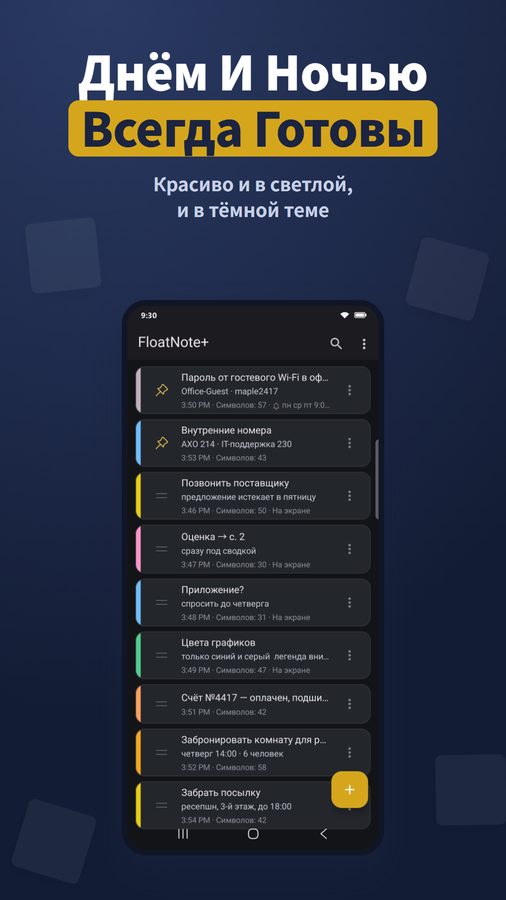 Днём И Ночью
Всегда Готовы
Красиво и в светлой,
и в тёмной теме
9:30
FloatNote+
Пароль от гостевого Wi-Fi в оф…
Office-Guest · maple2417
3:50 PM · Символов: 57 · пн ср пт 9:0…
Внутренние номера
АХО 214 · IT-поддержка 230
3:53 PM · Символов: 43
Позвонить поставщику
предложение истекает в пятницу
3:46 PM · Символов: 50 · На экране
Оценка → с. 2
сразу под сводкой
3:47 PM · Символов: 30 · На экране
Приложение?
спросить до четверга
3:48 PM · Символов: 31 · На экране
Цвета графиков
только синий и серый легенда вни…
3:49 PM · Символов: 47 · На экране
Счёт №4417 — оплачен, подши…
3:51 PM · Символов: 42
Забронировать комнату для р…
четверг 14:00 · 6 человек
3:52 PM · Символов: 58
Забрать посылку
ресепшн, 3-й этаж, до 18:00
3:54 PM · Символов: 42